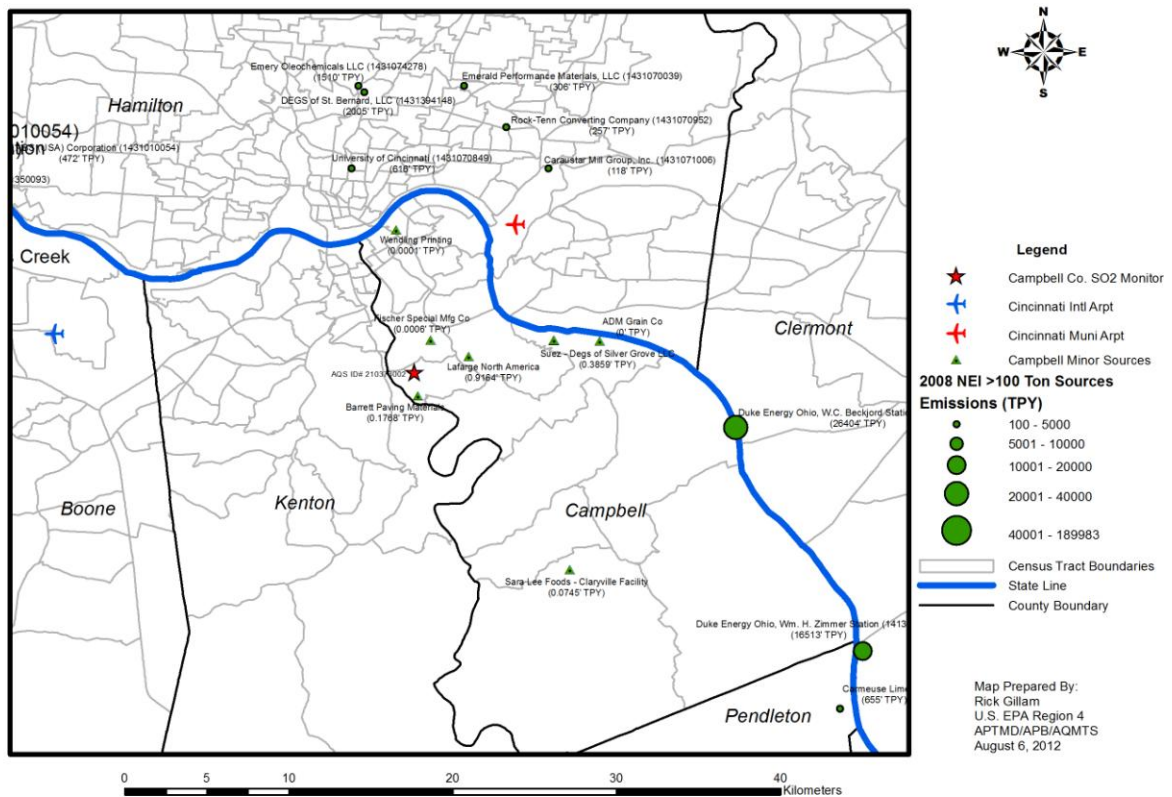 N
W E
S
Emery Oleochemicals LLC (1431074278)
(1510' TPY)
Emerald Performance Materials, LLC (1431070039)
(306' TPY)
DEGS of St. Bernard, LLC (1431394148)
(2005' TPY)
Hamilton
Rock-Tenn Converting Company (1431070952)
(257' TPY)
010054)
(USA) Corporation (1431010054)
(472' TPY)
University of Cincinnati (1431070849)
(616' TPY)
Caraustar Mill Group, Inc. (1431071006)
(118' TPY)
350093)
Wendling Printing
(0.0001' TPY)
Creek
ADM Grain Co
(0' TPY)
Clermont
Fischer Special Mfg Co
(0.0006' TPY)
Suez - Degs of Silver Grove LLC
(0.3859' TPY)
Lafarge North America
(0.9164' TPY)
AQS ID# 210373002
Barrett Paving Materials
(0.1768' TPY)
Duke Energy Ohio, W.C. Beckjord Stati
(26404' TPY)
Boone
Kenton
Campbell
Sara Lee Foods - Claryville Facility
(0.0745' TPY)
Duke Energy Ohio, Wm. H. Zimmer Station (1413
(16513' TPY)
Carmeuse Lime
(655' TPY)
Pendleton
Legend
Campbell Co. SO2 Monitor
Cincinnati Intl Arpt
Cincinnati Muni Arpt
Campbell Minor Sources
2008 NEI >100 Ton Sources
Emissions (TPY)
100 - 5000
5001 - 10000
10001 - 20000
20001 - 40000
40001 - 189983
Census Tract Boundaries
State Line
County Boundary
Map Prepared By:
Rick Gillam
U.S. EPA Region 4
APTMD/APB/AQMTS
August 6, 2012
0 5 10 20 30 40
Kilometers